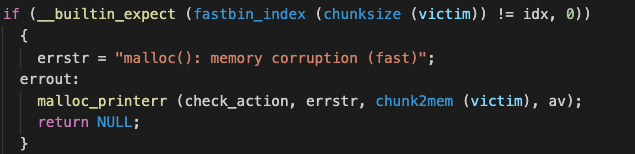 if (__builtin_expect (fastbin_index (chunksize (victim)) != idx, 0))
{
errstr = "malloc(): memory corruption (fast)";
errout:
malloc_printerr (check_action, errstr, chunk2mem (victim), av);
return NULL;
}